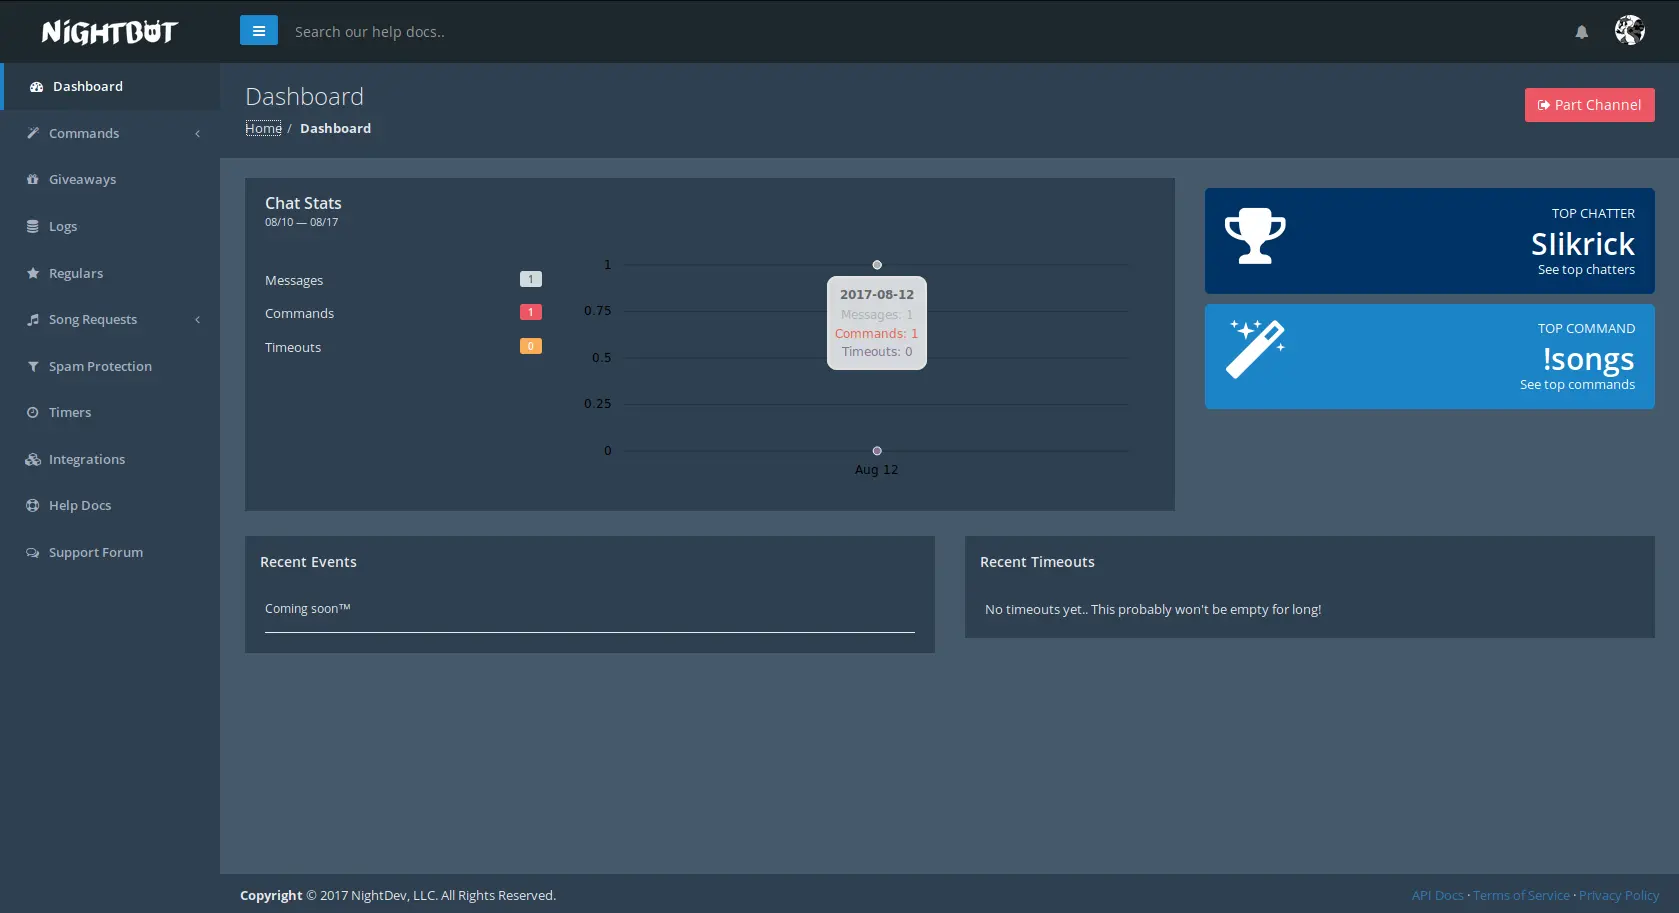 NiGHTBOT
Search our help docs..
Dashboard
Commands
Giveaways
Logs
Regulars
Song Requests
Spam Protection
Timers
Integrations
Help Docs
Support Forum
Dashboard
Home / Dashboard
Part Channel
Chat Stats
08/10 — 08/17
Messages 1
Commands 1
Timeouts 0
1
0.75
0.5
0.25
0
Aug 12
2017-08-12
Messages: 1
Commands: 1
Timeouts: 0
TOP CHATTER
Slikrick
See top chatters
TOP COMMAND
!songs
See top commands
Recent Events
Coming soon™
Recent Timeouts
No timeouts yet.. This probably won't be empty for long!
Copyright © 2017 NightDev, LLC. All Rights Reserved.
API Docs · Terms of Service · Privacy Policy